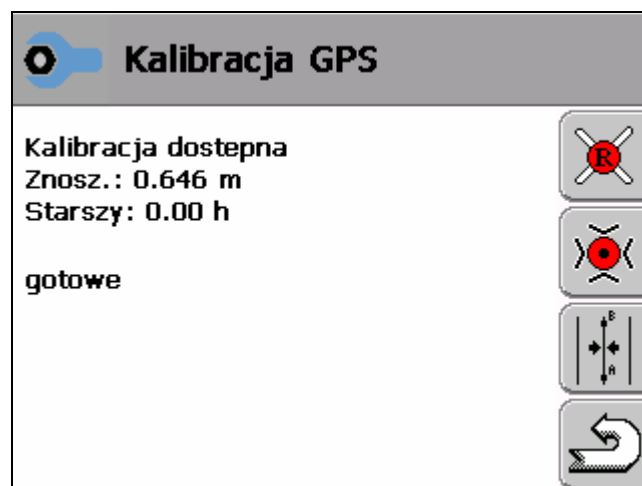 Kalibracja GPS
Kalibracja dostepna
Znosz.: 0.646 m
Starszy: 0.00 h
gotowe
R
B
A